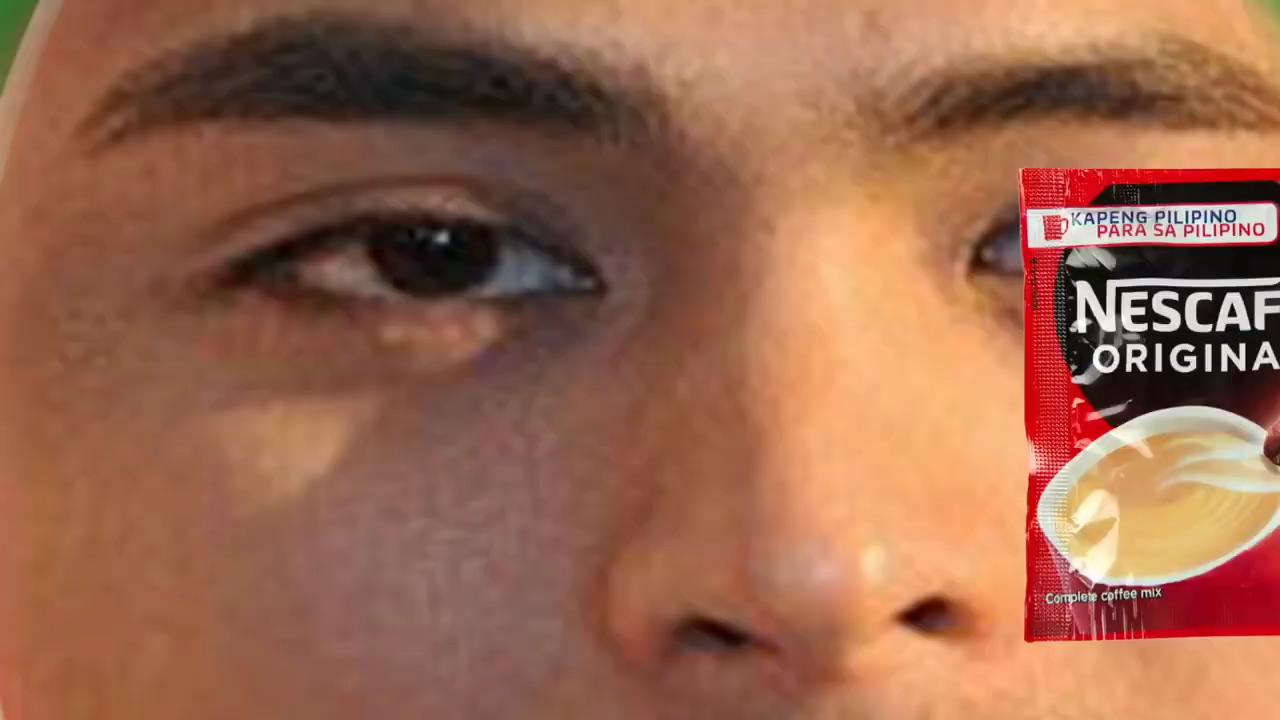 KAPENG PILIPINO
PARA SA PILIPINO
NESCAF
ORIGINA
Complete coffee mix